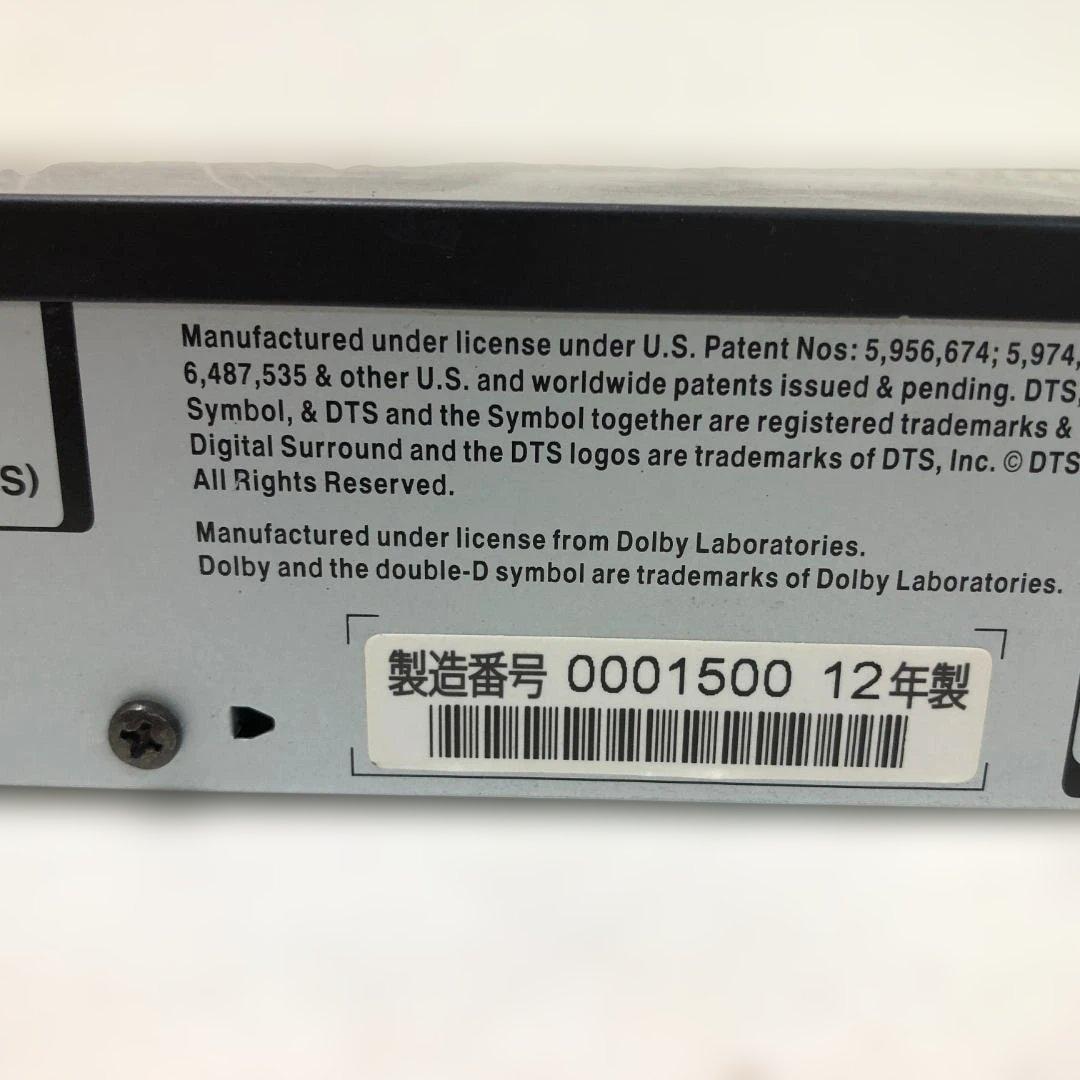 Manufactured under license under U.S. Patent Nos: 5,956,674; 5,974,
6,487,535 & other U.S. and worldwide patents issued & pending. DTS,
Symbol, & DTS and the Symbol together are registered trademarks &
Digital Surround and the DTS logos are trademarks of DTS, Inc. © DTS
All Rights Reserved.
S)
Manufactured under license from Dolby Laboratories.
Dolby and the double-D symbol are trademarks of Dolby Laboratories.
製造番号 0001500 12年製